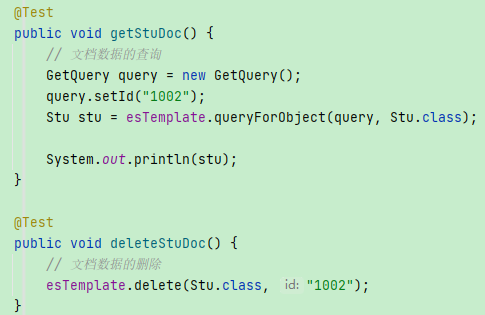 @Test
public void getStuDoc() {
// 文档数据的查询
GetQuery query = new GetQuery();
query.setId("1002");
Stu stu = esTemplate.queryForObject(query, Stu.class);
System.out.println(stu);
}
@Test
public void deleteStuDoc() {
// 文档数据的删除
esTemplate.delete(Stu.class, id: "1002");
}